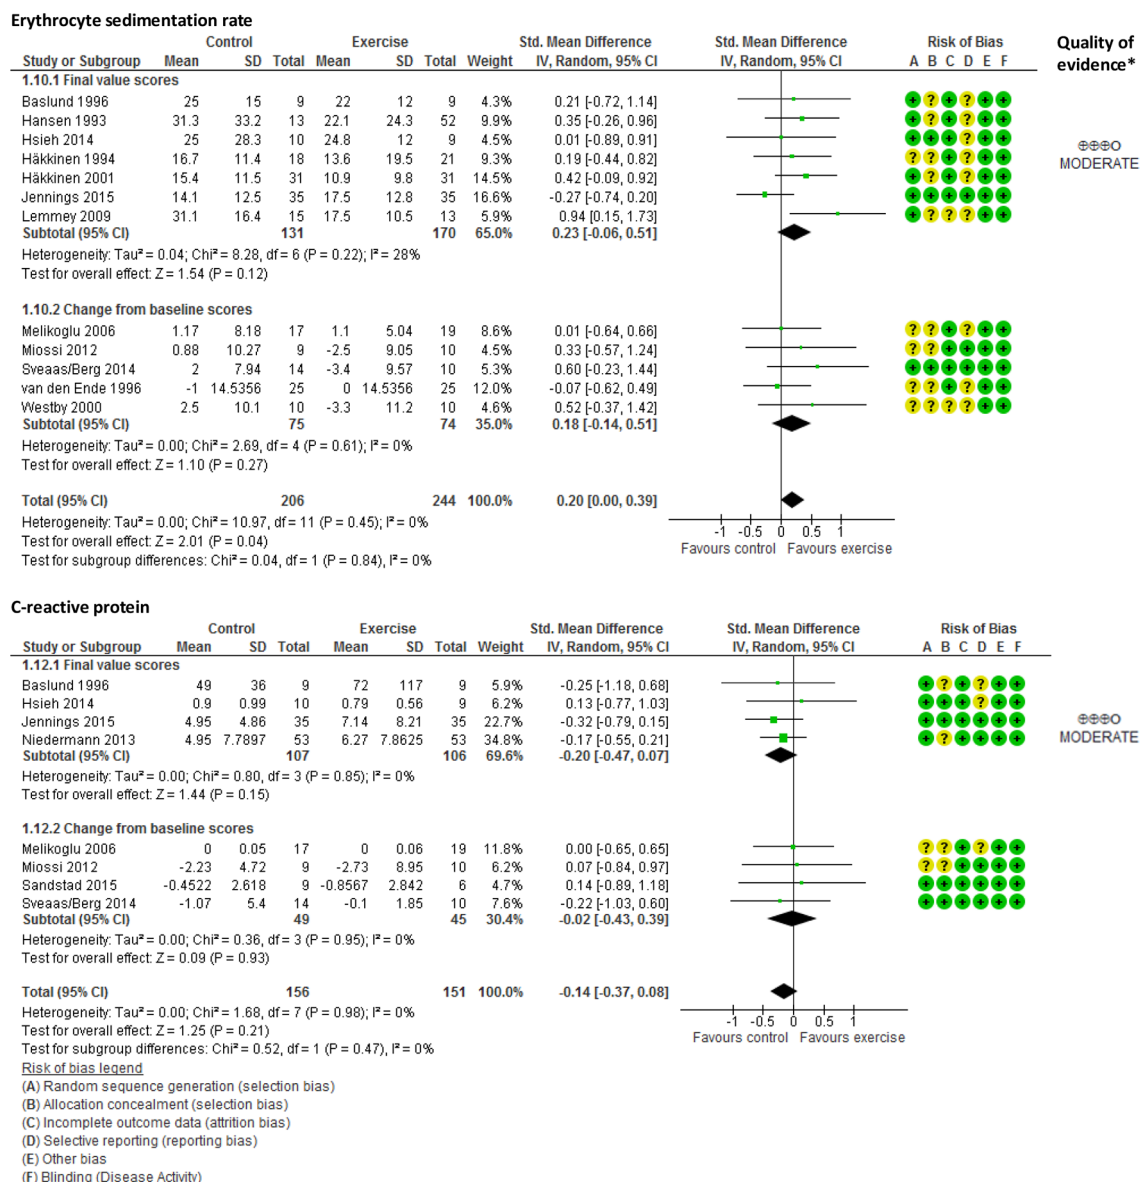 Erythrocyte sedimentation rate
Control Exercise Std. Mean Difference Std. Mean Difference Risk of Bias Quality of
Study or Subgroup Mean SD Total Mean SD Total Weight IV, Random, 95% CI IV, Random, 95% CI A B C D E F evidence*
1.10.1 Final value scores
Baslund 1996 25 15 9 22 12 9 4.3% 0.21 [-0.72, 1.14] + ? + ? + +
Hansen 1993 31.3 33.2 13 22.1 24.3 52 9.9% 0.35 [-0.26, 0.96] + ? + ? + +
Hsieh 2014 25 28.3 10 24.8 12 9 4.5% 0.01 [-0.89, 0.91] + + + ? + + ⊕⊕⊕O
Häkkinen 1994 16.7 11.4 18 13.6 19.5 21 9.3% 0.19 [-0.44, 0.82] ? ? + ? + + MODERATE
Häkkinen 2001 15.4 11.5 31 10.9 9.8 31 14.5% 0.42 [-0.09, 0.92] + ? + ? + +
Jennings 2015 14.1 12.5 35 17.5 12.8 35 16.6% -0.27 [-0.74, 0.20] + + + + + +
Lemmey 2009 31.1 16.4 15 17.5 10.5 13 5.9% 0.94 [0.15, 1.73] + ? ? ? + +
Subtotal (95% CI) 131 170 65.0% 0.23 [-0.06, 0.51]
Heterogeneity: Tau² = 0.04; Chi² = 8.28, df = 6 (P = 0.22); I² = 28%
Test for overall effect: Z = 1.54 (P = 0.12)
1.10.2 Change from baseline scores
Melikoglu 2006 1.17 8.18 17 1.1 5.04 19 8.6% 0.01 [-0.64, 0.66] ? ? + ? + +
Miossi 2012 0.88 10.27 9 -2.5 9.05 10 4.5% 0.33 [-0.57, 1.24] ? ? + + + +
Sveaas/Berg 2014 2 7.94 14 -3.4 9.57 10 5.3% 0.60 [-0.23, 1.44] + + + + + +
van den Ende 1996 -1 14.5356 25 0 14.5356 25 12.0% -0.07 [-0.62, 0.49] ? ? + ? + +
Westby 2000 2.5 10.1 10 -3.3 11.2 10 4.6% 0.52 [-0.37, 1.42] ? ? ? ? + +
Subtotal (95% CI) 75 74 35.0% 0.18 [-0.14, 0.51]
Heterogeneity: Tau² = 0.00; Chi² = 2.69, df = 4 (P = 0.61); I² = 0%
Test for overall effect: Z = 1.10 (P = 0.27)
Total (95% CI) 206 244 100.0% 0.20 [0.00, 0.39]
Heterogeneity: Tau² = 0.00; Chi² = 10.97, df = 11 (P = 0.45); I² = 0%
Test for overall effect: Z = 2.01 (P = 0.04)
Test for subgroup differences: Chi² = 0.04, df = 1 (P = 0.84), I² = 0%
-1 -0.5 0 0.5 1
Favours control Favours exercise
C-reactive protein
Control Exercise Std. Mean Difference Std. Mean Difference Risk of Bias
Study or Subgroup Mean SD Total Mean SD Total Weight IV, Random, 95% CI IV, Random, 95% CI A B C D E F
1.12.1 Final value scores
Baslund 1996 49 36 9 72 117 9 5.9% -0.25 [-1.18, 0.68] + ? + ? + +
Hsieh 2014 0.9 0.99 10 0.79 0.56 9 6.2% 0.13 [-0.77, 1.03] + + + ? + +
Jennings 2015 4.95 4.86 35 7.14 8.21 35 22.7% -0.32 [-0.79, 0.15] + + + + + + ⊕⊕⊕O
Niedermann 2013 4.95 7.7897 53 6.27 7.8625 53 34.8% -0.17 [-0.55, 0.21] + ? + + + + MODERATE
Subtotal (95% CI) 107 106 69.6% -0.20 [-0.47, 0.07]
Heterogeneity: Tau² = 0.00; Chi² = 0.80, df = 3 (P = 0.85); I² = 0%
Test for overall effect: Z = 1.44 (P = 0.15)
1.12.2 Change from baseline scores
Melikoglu 2006 0 0.05 17 0 0.06 19 11.8% 0.00 [-0.65, 0.65] ? ? + ? + +
Miossi 2012 -2.23 4.72 9 -2.73 8.95 10 6.2% 0.07 [-0.84, 0.97] ? ? + + + +
Sandstad 2015 -0.4522 2.618 9 -0.8567 2.842 6 4.7% 0.14 [-0.89, 1.18] + + + + + +
Sveaas/Berg 2014 -1.07 5.4 14 -0.1 1.85 10 7.6% -0.22 [-1.03, 0.60] + + + + + +
Subtotal (95% CI) 49 45 30.4% -0.02 [-0.43, 0.39]
Heterogeneity: Tau² = 0.00; Chi² = 0.36, df = 3 (P = 0.95); I² = 0%
Test for overall effect: Z = 0.09 (P = 0.93)
Total (95% CI) 156 151 100.0% -0.14 [-0.37, 0.08]
Heterogeneity: Tau² = 0.00; Chi² = 1.68, df = 7 (P = 0.98); I² = 0%
Test for overall effect: Z = 1.25 (P = 0.21)
Test for subgroup differences: Chi² = 0.52, df = 1 (P = 0.47), I² = 0%
-1 -0.5 0 0.5 1
Favours control Favours exercise
Risk of bias legend
(A) Random sequence generation (selection bias)
(B) Allocation concealment (selection bias)
(C) Incomplete outcome data (attrition bias)
(D) Selective reporting (reporting bias)
(E) Other bias
(F) Blinding (Disease Activity)